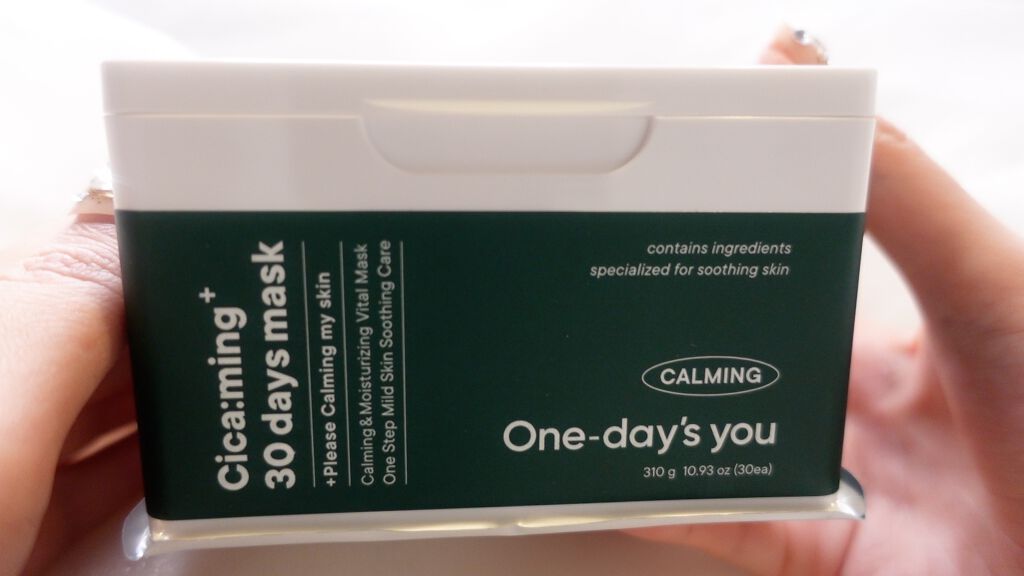 Cica:ming+
30 days mask
+Please Calming my skin
Calming & Moisturizing Vital Mask
One Step Mild Skin Soothing Care
contains ingredients
specialized for soothing skin
CALMING
One-day's you
310 g 10.93 oz (30ea)